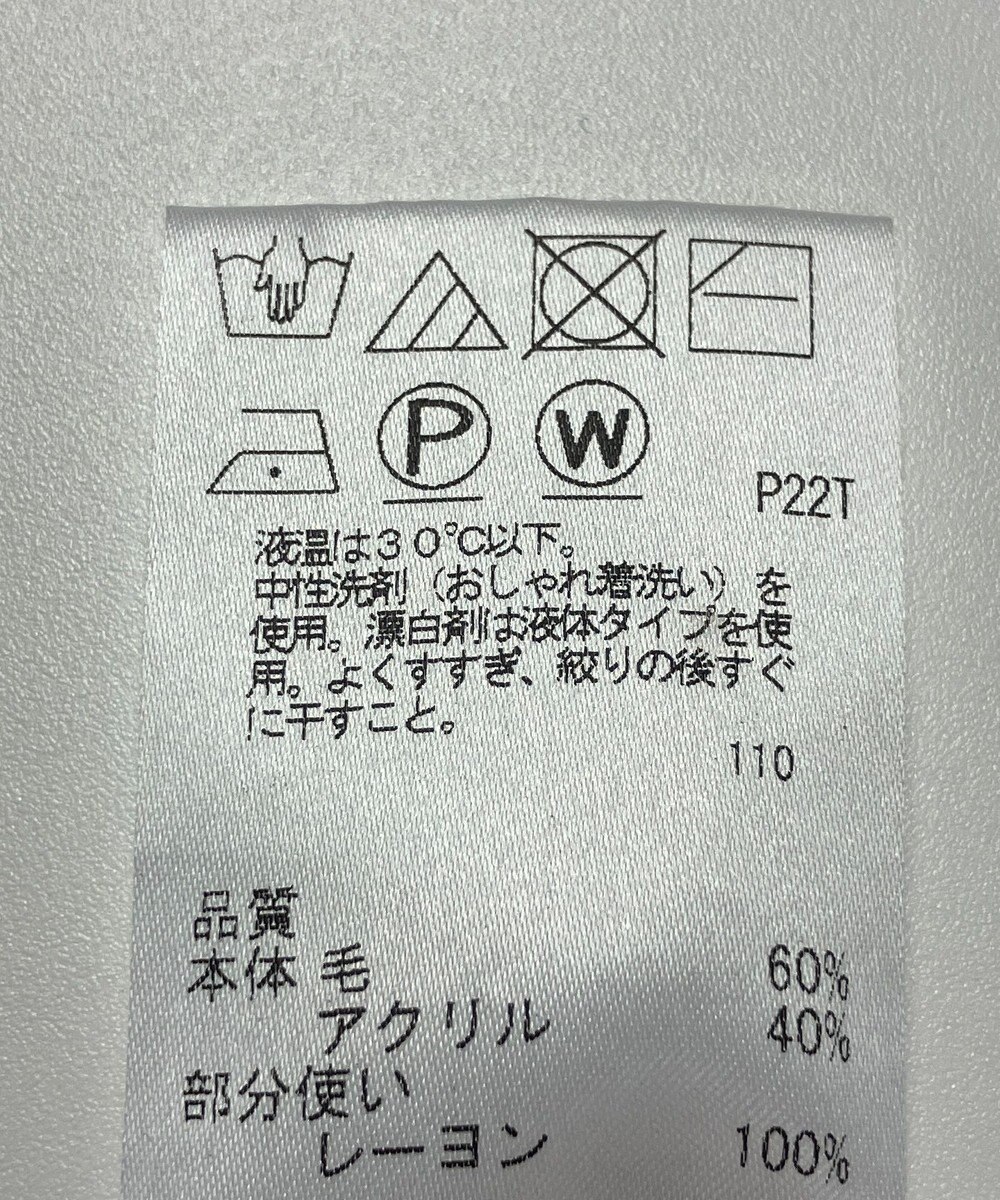 P
W
P22T
液温は30℃以下。
中性洗剤（おしゃれ着洗い）を
使用。漂白剤は液体タイプを使
用。よくすすぎ、絞りの後すぐ
に干すこと。
110
品質
本体 毛 60%
アクリル 40%
部分使い
レーヨン 100%